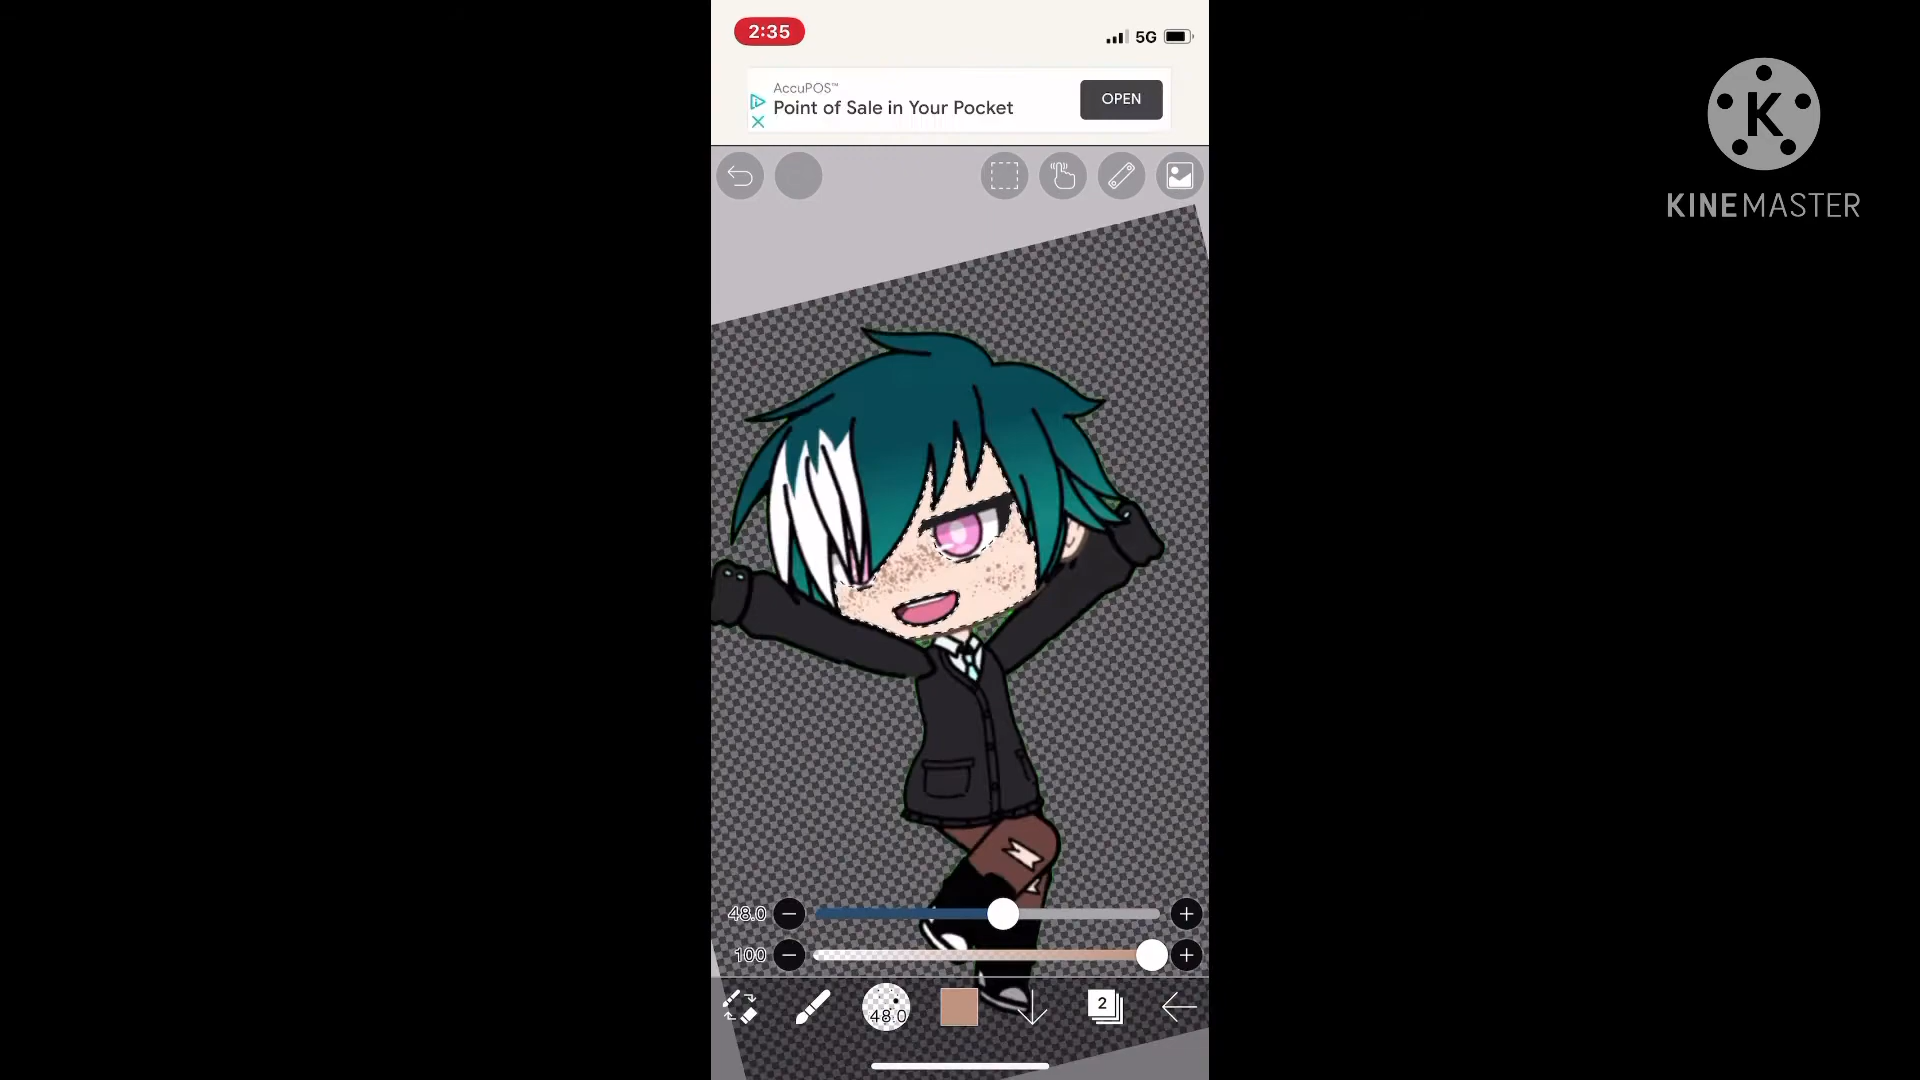 2:35
5G
AccuPOS™
Point of Sale in Your Pocket
OPEN
K
KINEMASTER
48.0
100
48.0
2